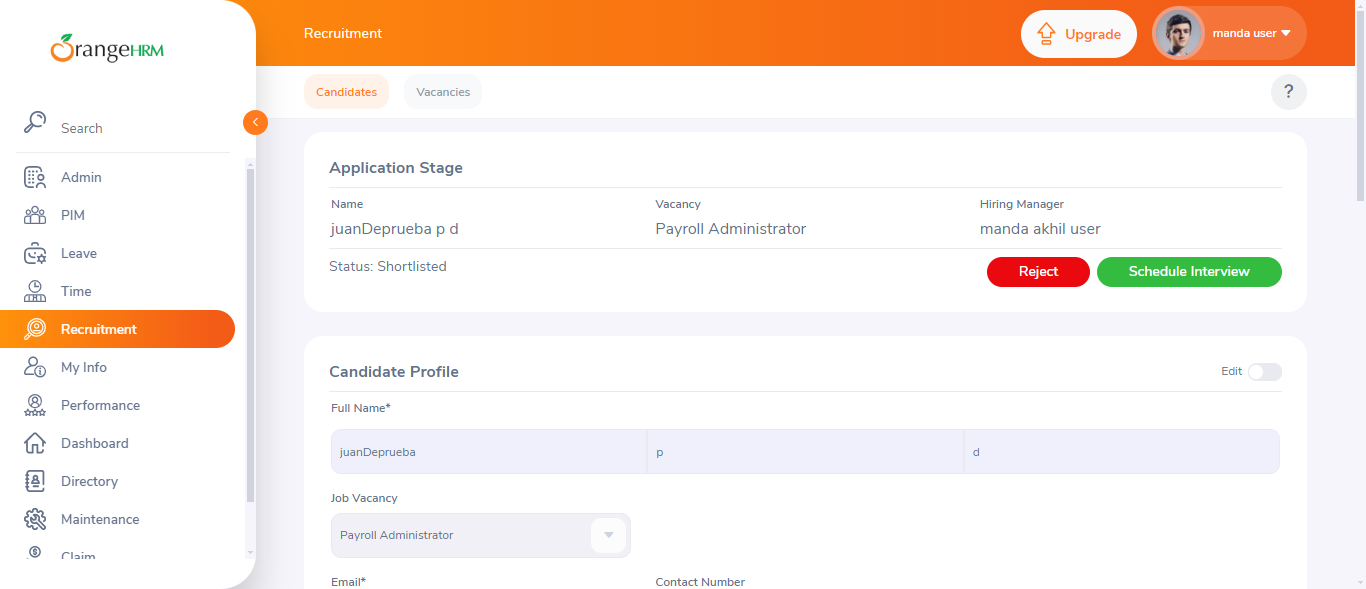 OrangeHRM
Search
Admin
PIM
Leave
Time
Recruitment
My Info
Performance
Dashboard
Directory
Maintenance
Claim
Recruitment
Upgrade
manda user
Candidates
Vacancies
?
Application Stage
Name
Vacancy
Hiring Manager
juanDeprueba p d
Payroll Administrator
manda akhil user
Status: Shortlisted
Reject
Schedule Interview
Candidate Profile
Edit
Full Name*
juanDeprueba
p
d
Job Vacancy
Payroll Administrator
Email*
Contact Number